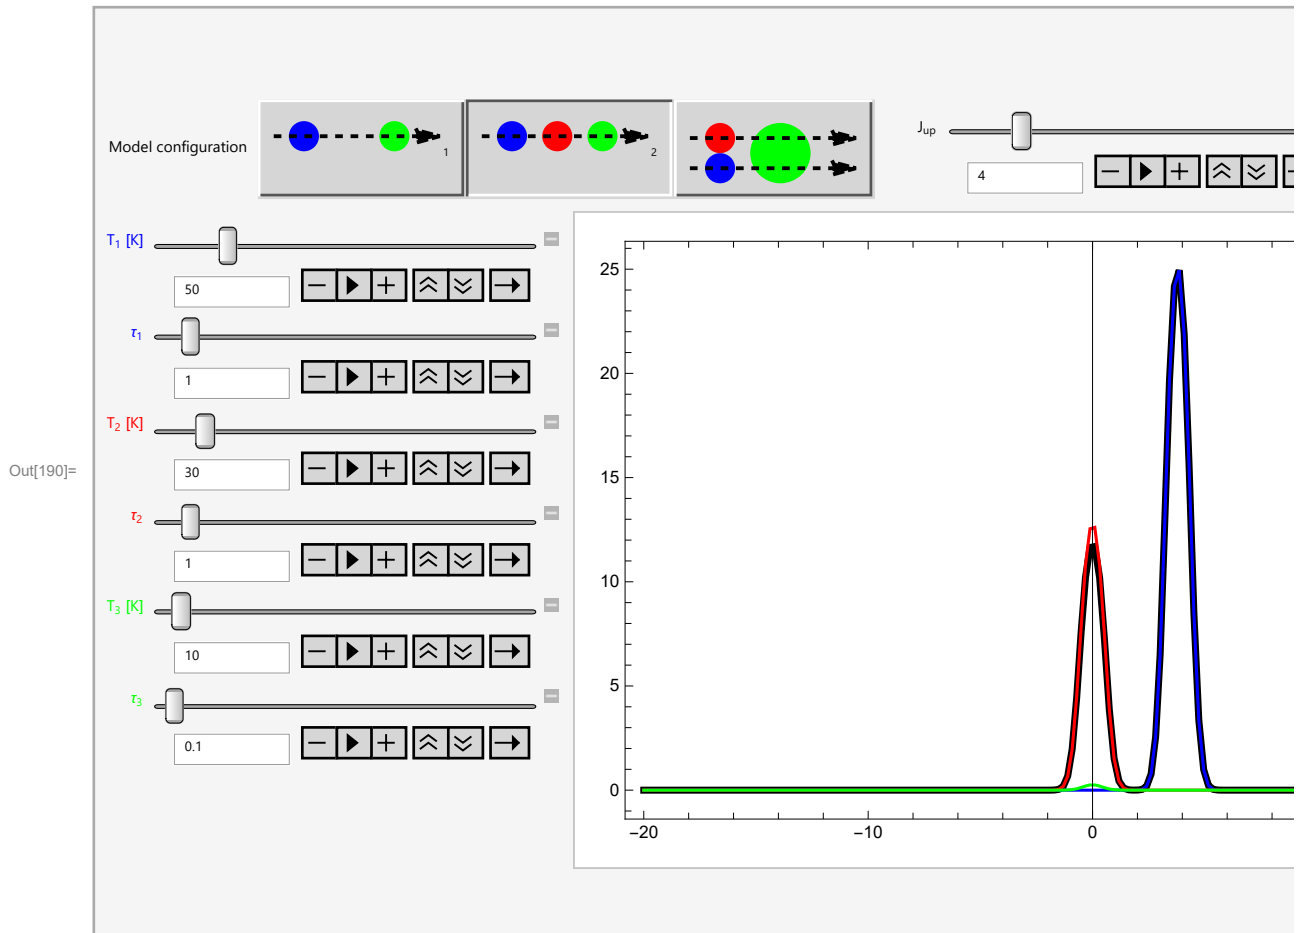 Model configuration
1
2
J_up
4
T_1 [K]
50
τ_1
1
T_2 [K]
30
τ_2
1
T_3 [K]
10
τ_3
0.1
Out[190]=
25
20
15
10
5
0
-20 -10 0